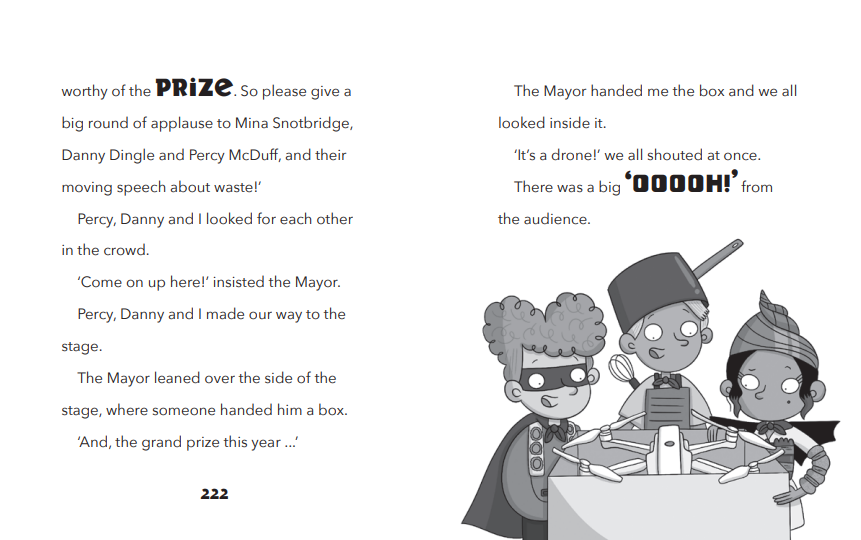 worthy of the PRiZe. So please give a
big round of applause to Mina Snotbridge,
Danny Dingle and Percy McDuff, and their
moving speech about waste!’
Percy, Danny and I looked for each other
in the crowd.
‘Come on up here!’ insisted the Mayor.
Percy, Danny and I made our way to the
stage.
The Mayor leaned over the side of the
stage, where someone handed him a box.
‘And, the grand prize this year ...’
222
The Mayor handed me the box and we all
looked inside it.
‘It’s a drone!’ we all shouted at once.
There was a big ‘OOOOH!’ from
the audience.